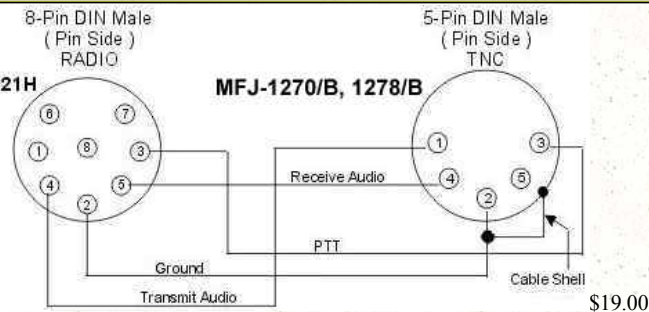 8-Pin DIN Male
( Pin Side )
RADIO
5-Pin DIN Male
( Pin Side )
TNC
21H
MFJ-1270/B, 1278/B
6
7
1
8
3
4
5
2
1
3
4
5
2
Receive Audio
PTT
Ground
Cable Shell
Transmit Audio
$19.00